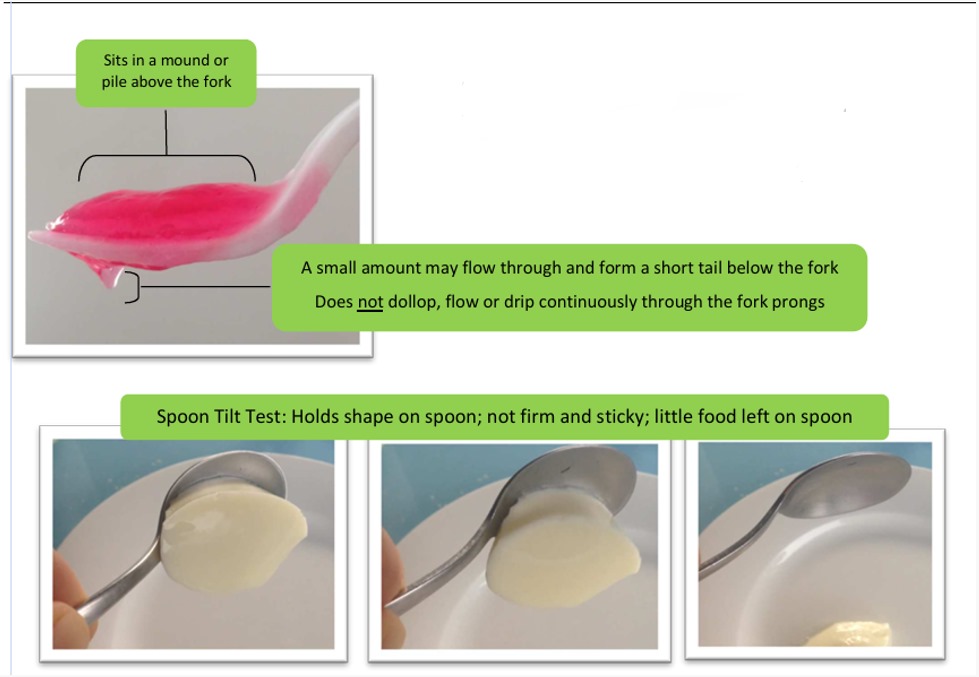 Sits in a mound or
pile above the fork
A small amount may flow through and form a short tail below the fork
Does not dollop, flow or drip continuously through the fork prongs
Spoon Tilt Test: Holds shape on spoon; not firm and sticky; little food left on spoon